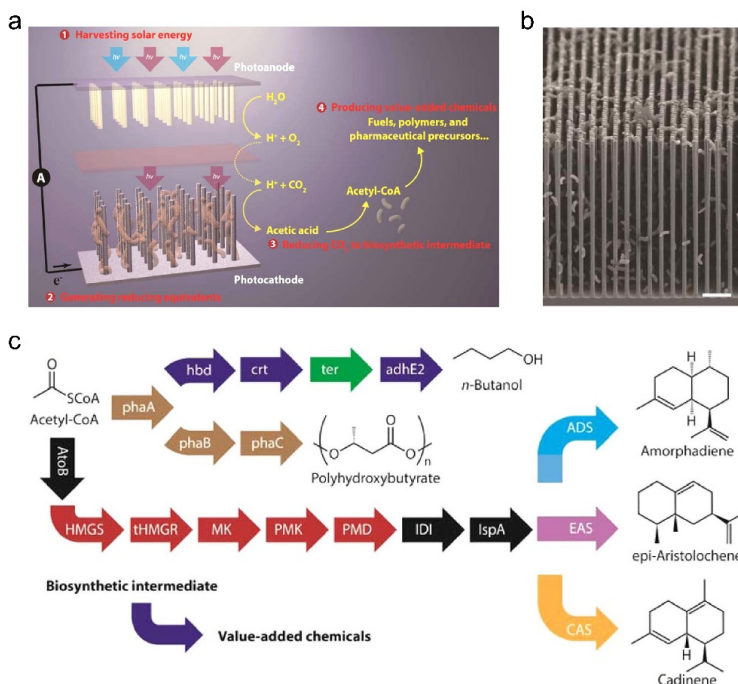 a
b
1 Harvesting solar energy
hν hν hν hν
Photoanode
H₂O
4 Producing value-added chemicals
Fuels, polymers, and
pharmaceutical precursors...
H⁺ + O₂
A
hν hν
H⁺ + CO₂
Acetyl-CoA
Acetic acid
3 Reducing CO₂ to biosynthetic intermediate
e⁻
Photocathode
2 Generating reducing equivalents
c
O
SCoA
Acetyl-CoA
phaA
hbd crt ter adhE2
OH
n-Butanol
phaB phaC
O O
O n
Polyhydroxybutyrate
AtoB
HMGS tHMGR MK PMK PMD IDI IspA
ADS
H
H
Amorphadiene
EAS
epi-Aristolochene
CAS
H
Cadinene
Biosynthetic intermediate
Value-added chemicals